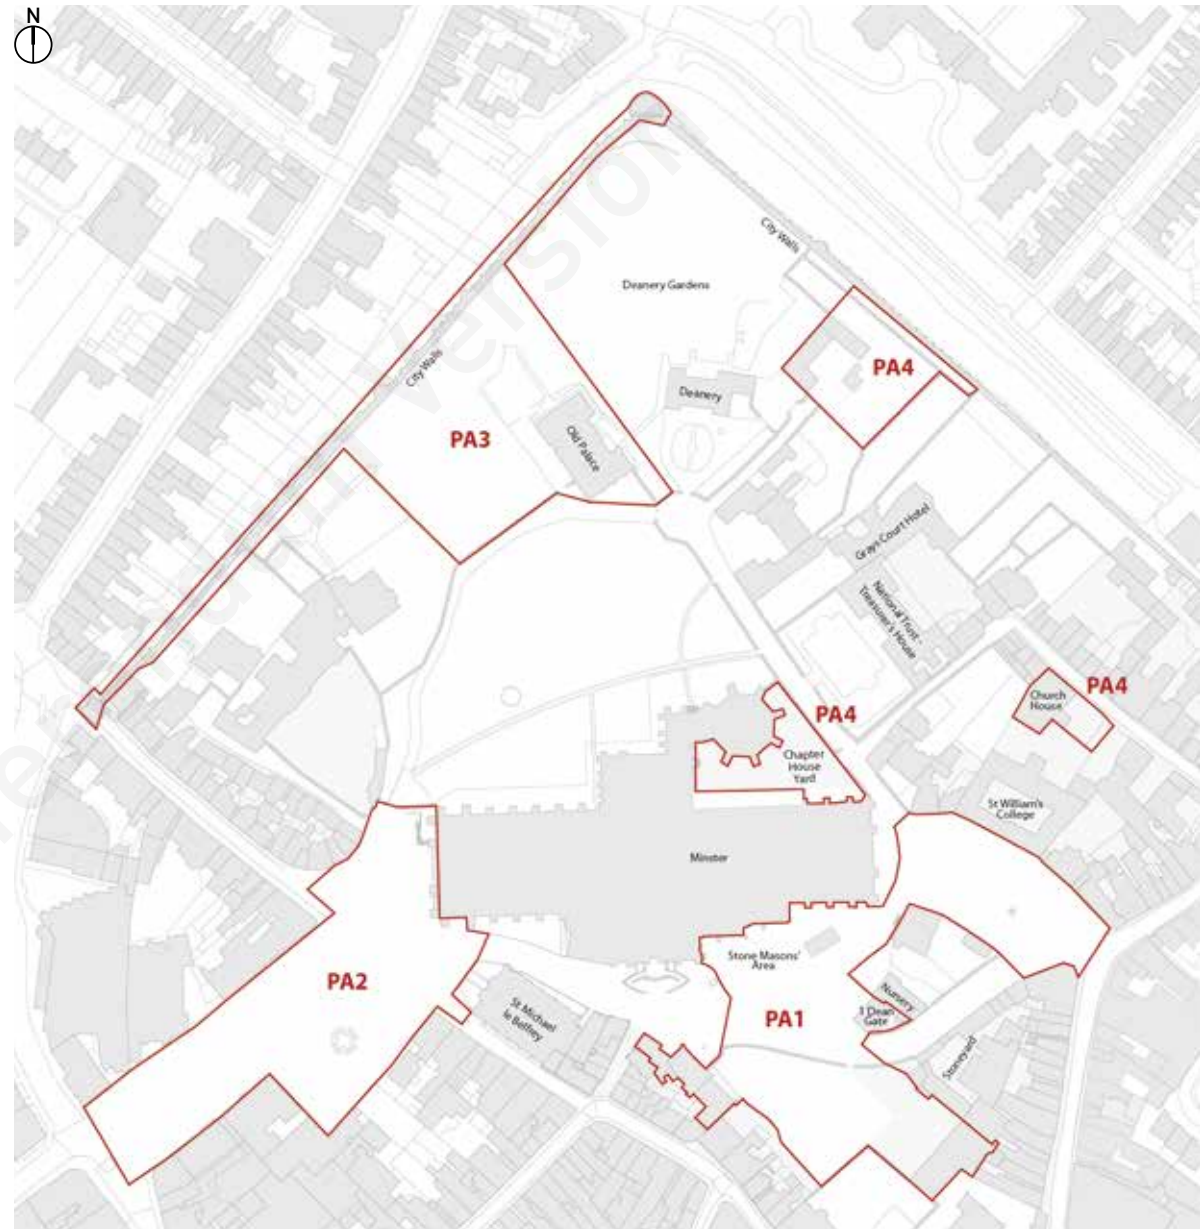 N
City Walls
Deanery Gardens
PA4
City Walls
Deanery
PA3
Old Palace
Grays Court Hotel
National Trust -
Treasurer's House
PA4
Church
House
PA4
Chapter
House
Yard
St William's
College
Minster
Stone Masons'
Area
PA2
Nursery
St Michael
le Belfrey
PA1
1 Dean
Gate
Stoneyard